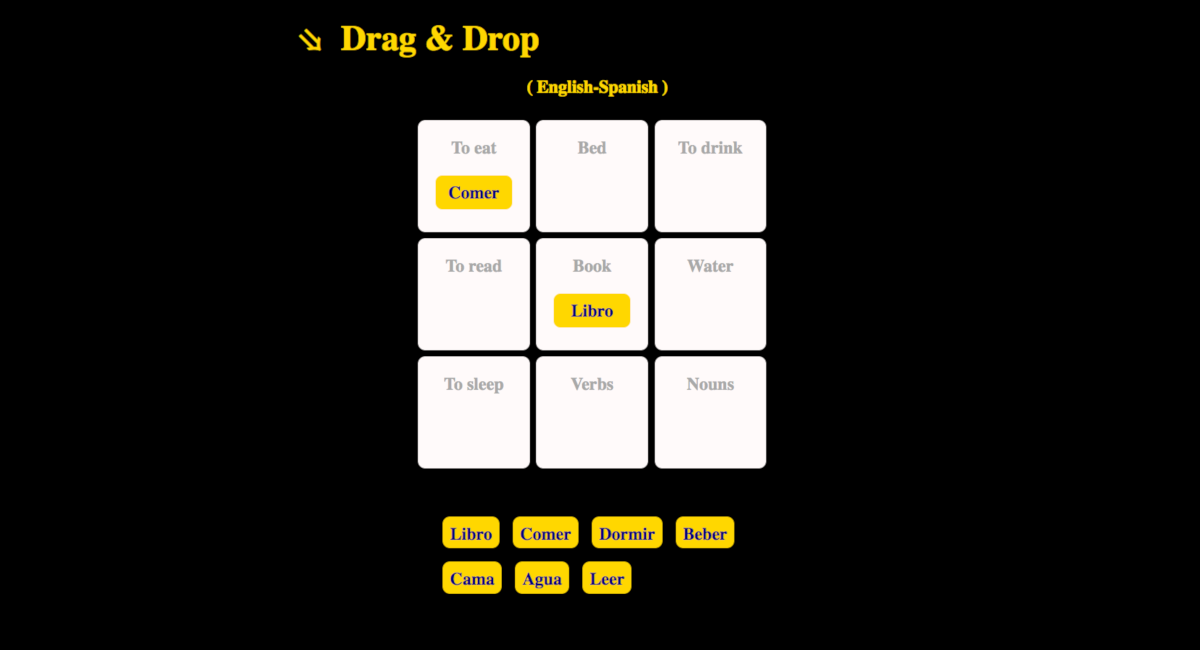 ⇘ Drag & Drop
( English-Spanish )
To eat Bed To drink
Comer
To read Book Water
Libro
To sleep Verbs Nouns
Libro Comer Dormir Beber
Cama Agua Leer